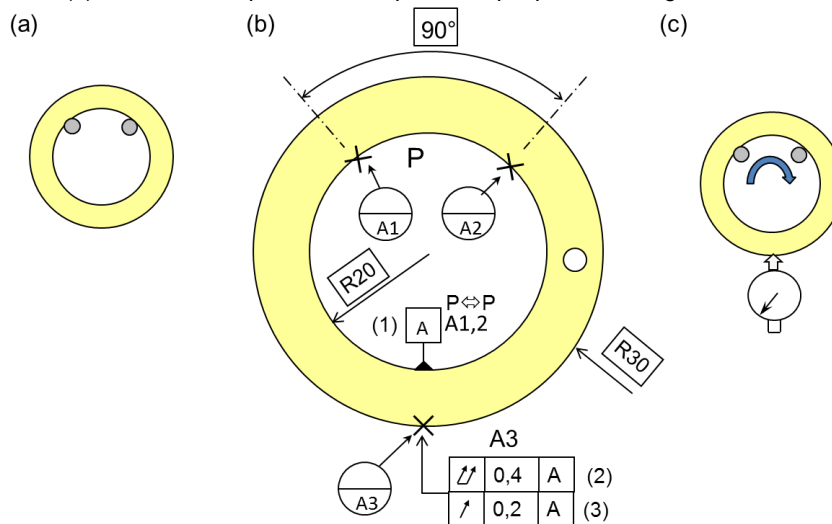 (a)
(b)
(c)
90°
P
A1
A2
R20
P⇔P
(1) A A1,2
R30
A3
A3
0,4 A (2)
0,2 A (3)